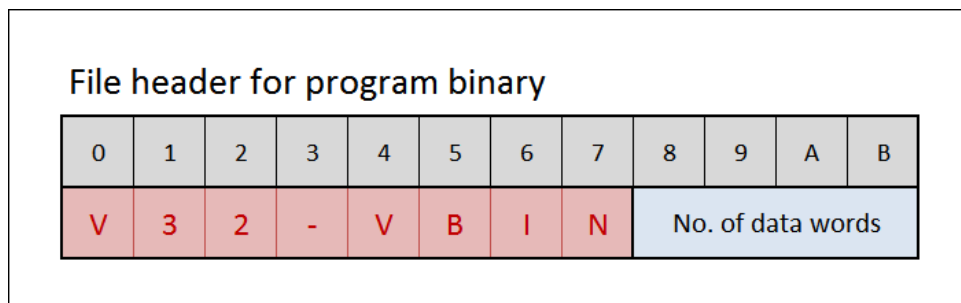 File header for program binary
0 1 2 3 4 5 6 7 8 9 A B
V 3 2 - V B I N No. of data words